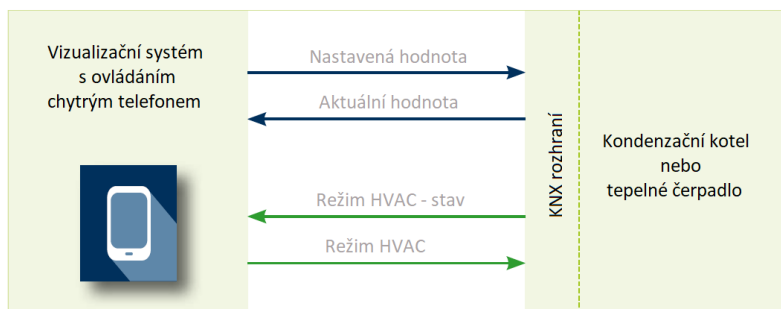 Vizualizační systém
s ovládáním
chytrým telefonem
Nastavená hodnota
Aktuální hodnota
Režim HVAC - stav
Režim HVAC
KNX rozhraní
Kondenzační kotel
nebo
tepelné čerpadlo